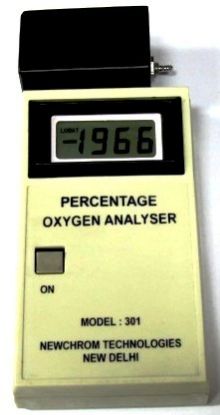 LOBAT
-1966
PERCENTAGE
OXYGEN ANALYSER
ON
MODEL : 301
NEWCHROM TECHNOLOGIES
NEW DELHI